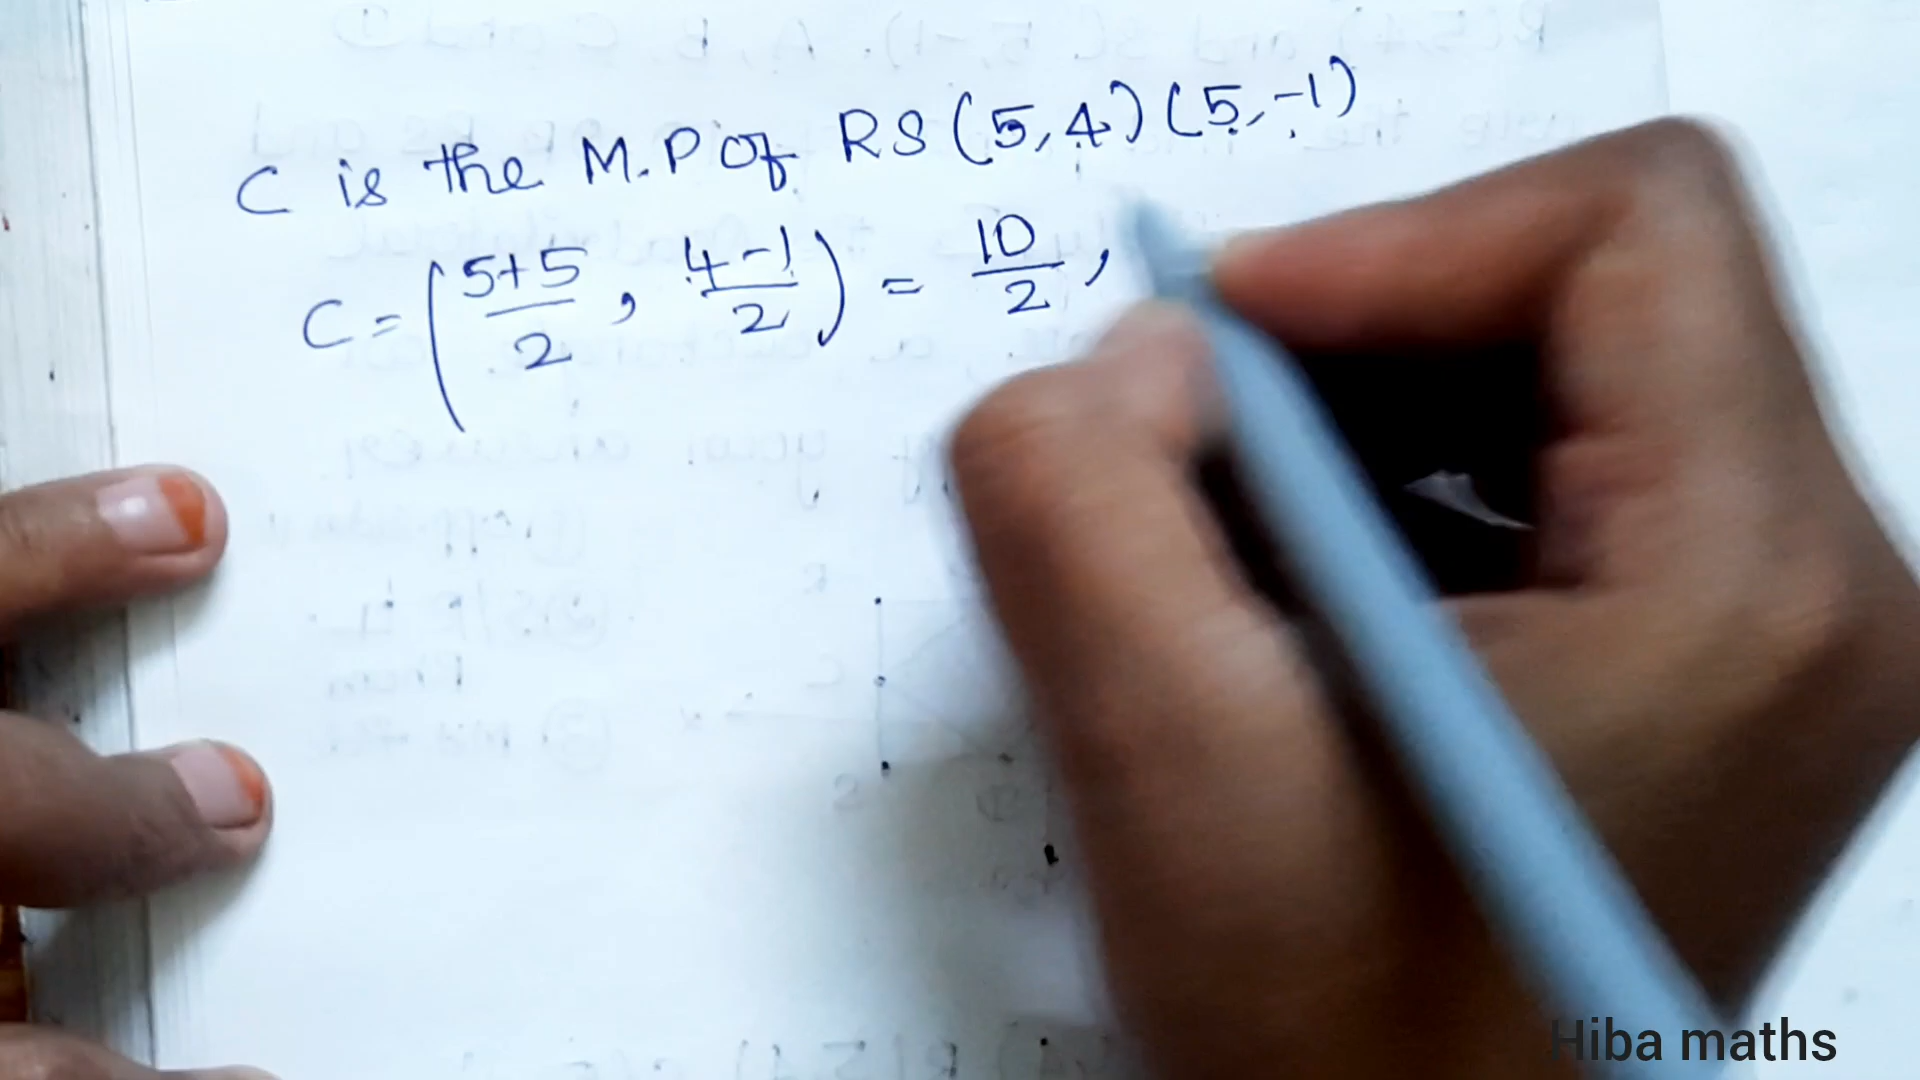 C is the M.P of RS (5,4) (5,-1)
C = (5+5/2, 4-1/2) = 10/2,
Hiba maths